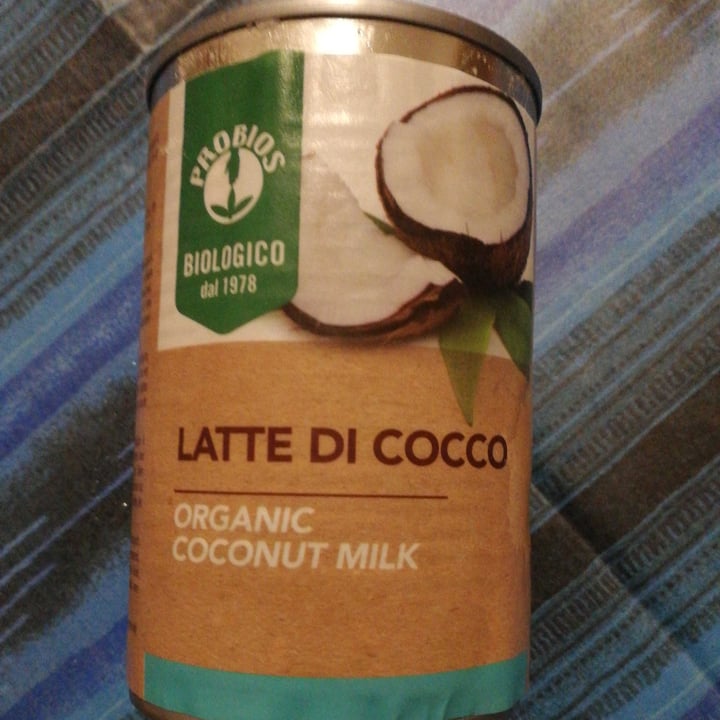 PROBIOS
BIOLOGICO
dal 1978
LATTE DI COCCO
ORGANIC
COCONUT MILK